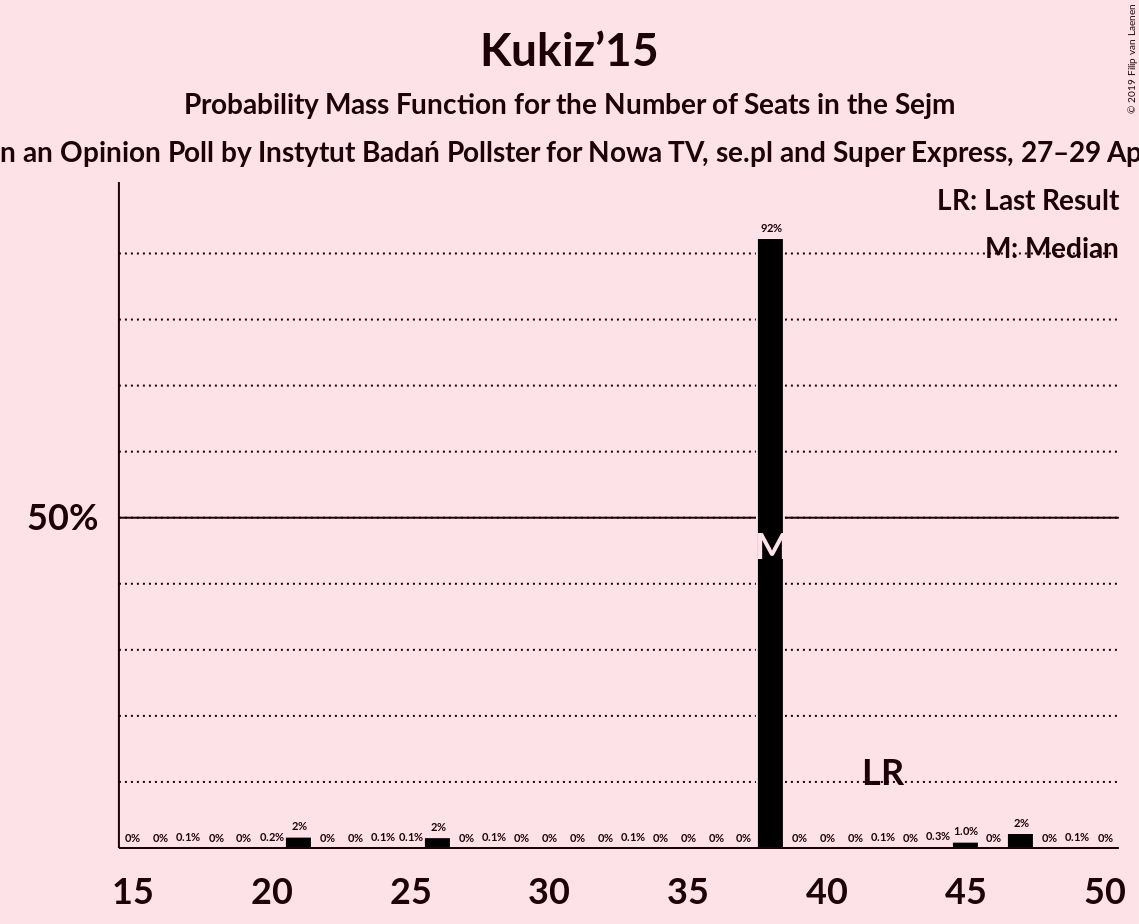 Kukiz’15
Probability Mass Function for the Number of Seats in the Sejm
an Opinion Poll by Instytut Badań Pollster for Nowa TV, se.pl and Super Express, 27–29
© 2019 Filip van Laenen
LR: Last Result
M: Median
92%
50%
M
LR
0% 0% 0.1% 0% 0% 0.2% 2% 0% 0% 0.1% 0.1% 2% 0% 0.1% 0% 0% 0% 0% 0.1% 0% 0% 0% 0% 0% 0% 0% 0.1% 0% 0.3% 1.0% 0% 2% 0% 0.1% 0%
15 20 25 30 35 40 45 50